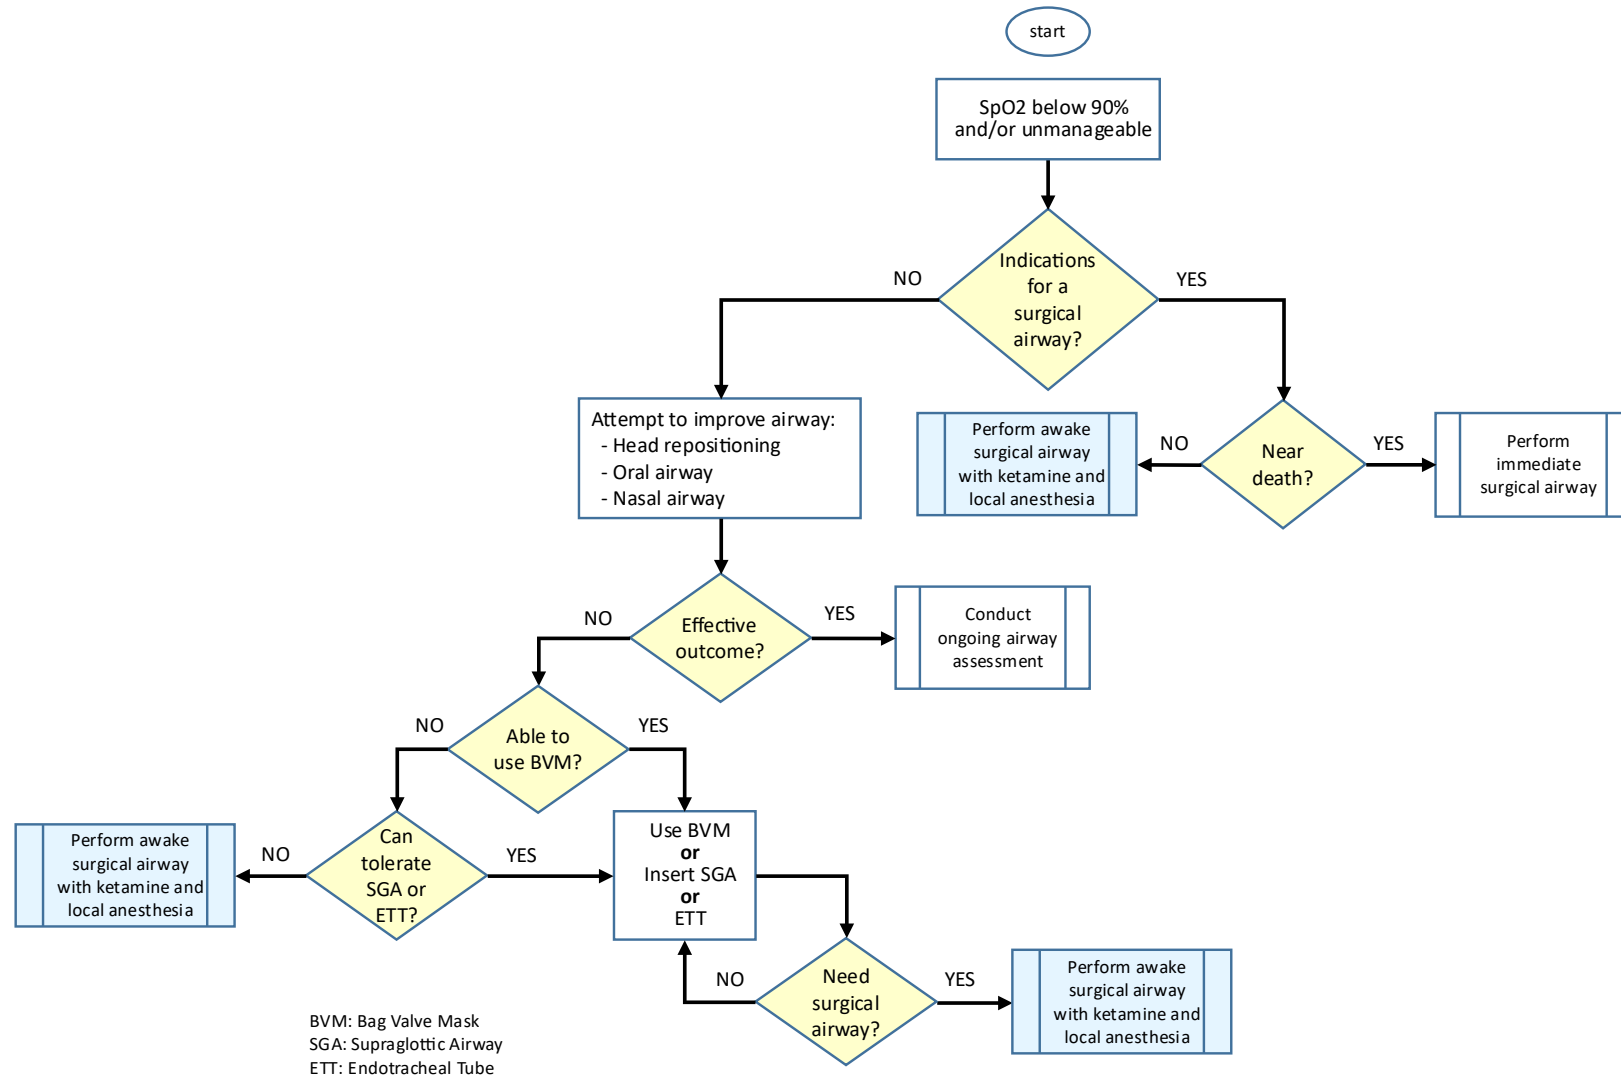 start
SpO2 below 90%
and/or unmanageable
Indications
for a
surgical
airway?
NO
YES
Attempt to improve airway:
- Head repositioning
- Oral airway
- Nasal airway
Perform awake
surgical airway
with ketamine and
local anesthesia
NO
Near
death?
YES
Perform
immediate
surgical airway
Effective
outcome?
NO
YES
Conduct
ongoing airway
assessment
Able to
use BVM?
NO
YES
Perform awake
surgical airway
with ketamine and
local anesthesia
NO
Can
tolerate
SGA or
ETT?
YES
Use BVM
or
Insert SGA
or
ETT
NO
Need
surgical
airway?
YES
Perform awake
surgical airway
with ketamine and
local anesthesia
BVM: Bag Valve Mask
SGA: Supraglottic Airway
ETT: Endotracheal Tube